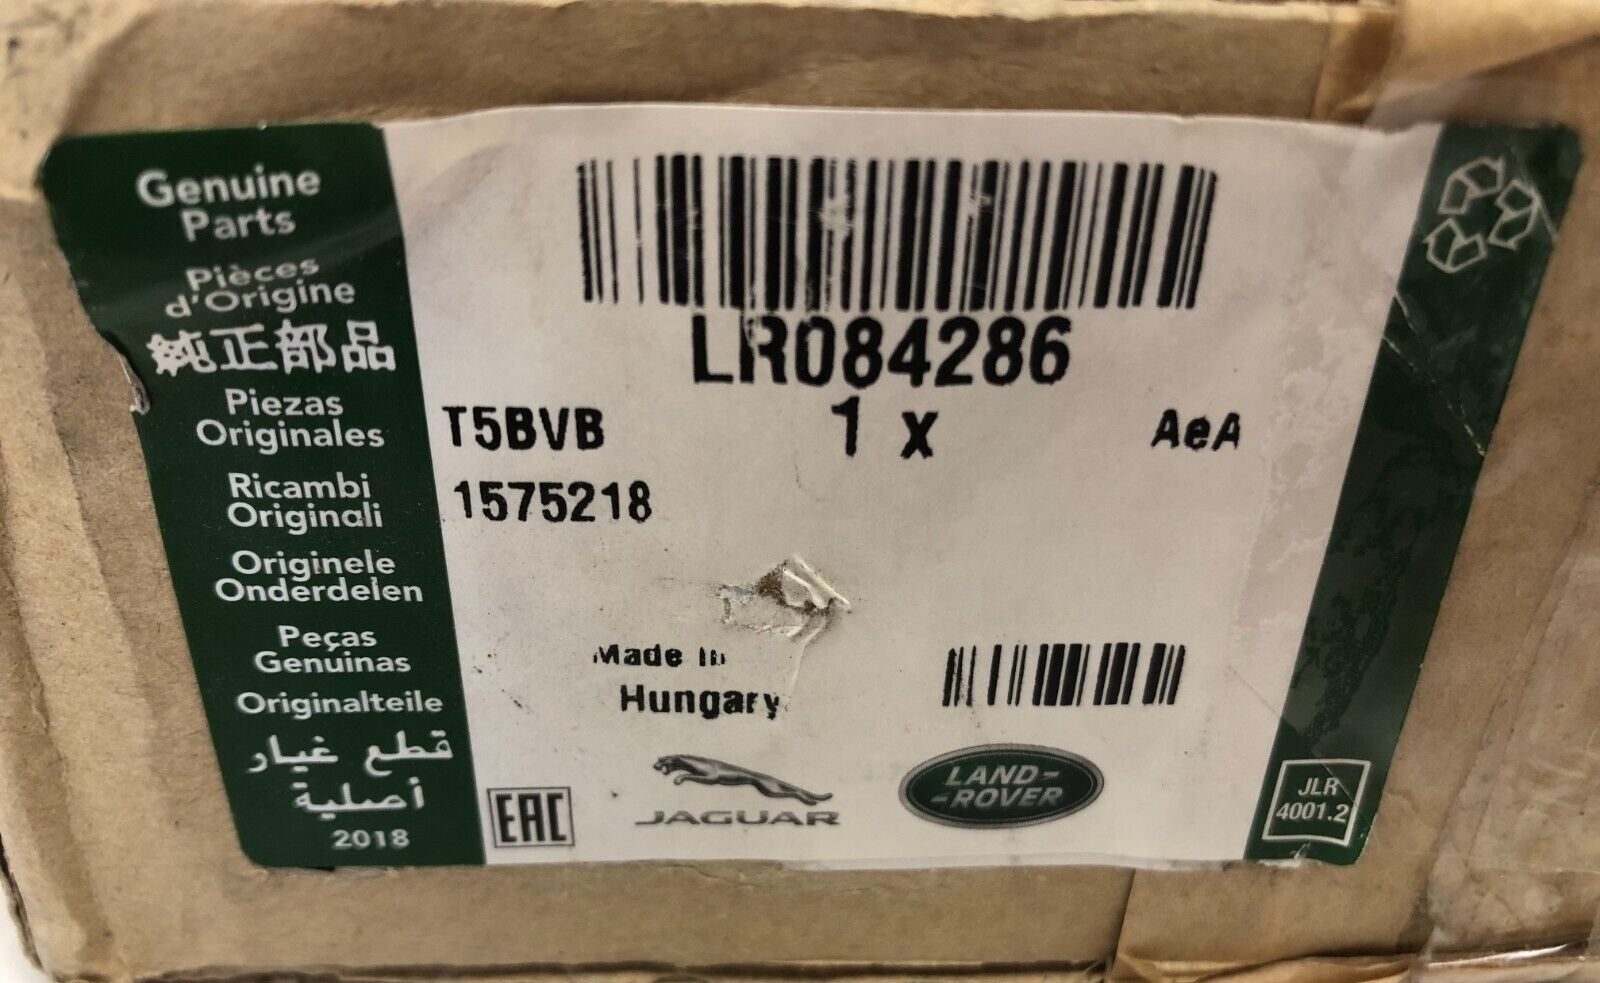 Genuine
Parts
Pièces
d'Origine
純正部品
Piezas
Originales
Ricambi
Originali
Originele
Onderdelen
Peças
Genuinas
Originalteile
قطع غيار
أصلية
2018
LR084286
T5BVB 1 x AeA
1575218
Made in
Hungary
EAC
JAGUAR
LAND-
-ROVER
JLR
4001.2